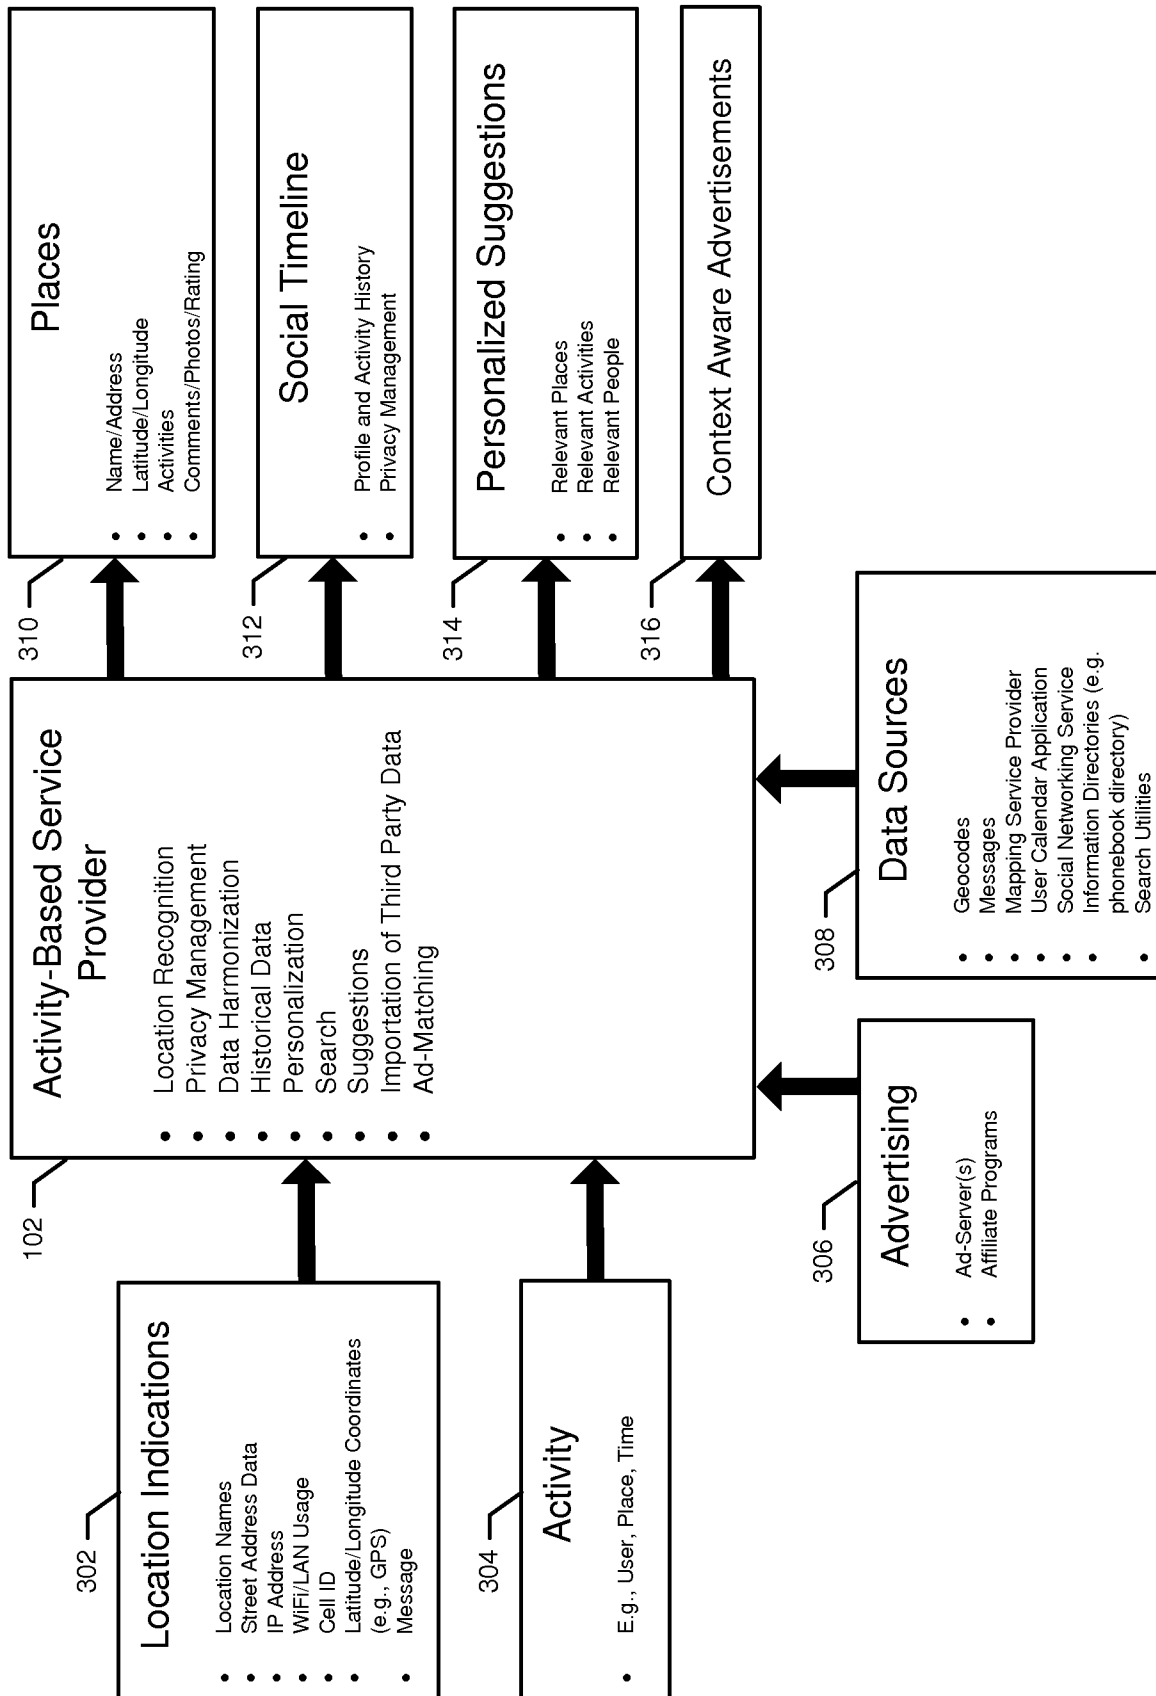 302
Location Indications
• Location Names
• Street Address Data
• IP Address
• WiFi/LAN Usage
• Cell ID
• Latitude/Longitude Coordinates
(e.g., GPS)
• Message
304
Activity
• E.g., User, Place, Time
102
Activity-Based Service
Provider
• Location Recognition
• Privacy Management
• Data Harmonization
• Historical Data
• Personalization
• Search
• Suggestions
• Importation of Third Party Data
• Ad-Matching
306
Advertising
• Ad-Server(s)
• Affiliate Programs
308
Data Sources
• Geocodes
• Messages
• Mapping Service Provider
• User Calendar Application
• Social Networking Service
• Information Directories (e.g.
phonebook directory)
• Search Utilities
310
Places
• Name/Address
• Latitude/Longitude
• Activities
• Comments/Photos/Rating
312
Social Timeline
• Profile and Activity History
• Privacy Management
314
Personalized Suggestions
• Relevant Places
• Relevant Activities
• Relevant People
316
Context Aware Advertisements